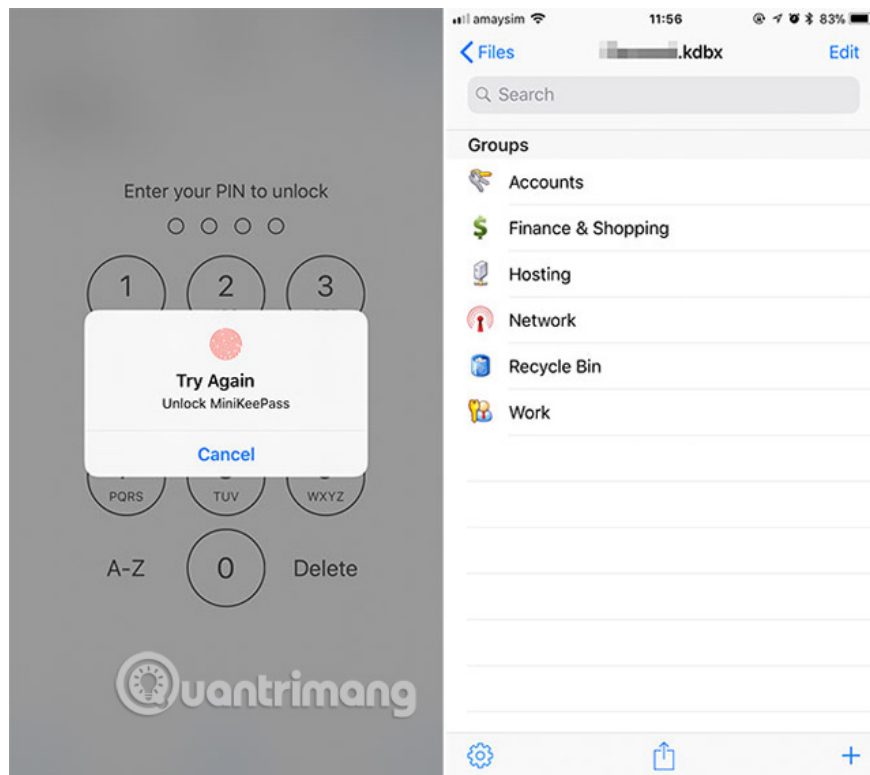 Enter your PIN to unlock
1
2
3
Try Again
Unlock MiniKeePass
Cancel
PQRS
TUV
WXYZ
A-Z
0
Delete
Quantrimang
amaysim
11:56
83%
Files
.kdbx
Edit
Search
Groups
Accounts
Finance & Shopping
Hosting
Network
Recycle Bin
Work